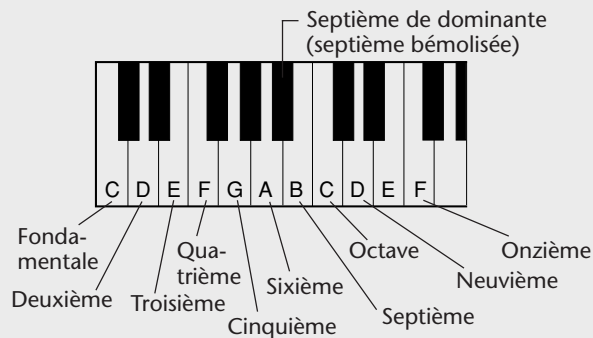 Septième de dominante
(septième bémolisée)
C D E F G A B C D E F
Fonda-
mentale
Deuxième
Troisième
Qua-
trième
Cinquième
Sixième
Septième
Octave
Neuvième
Onzième